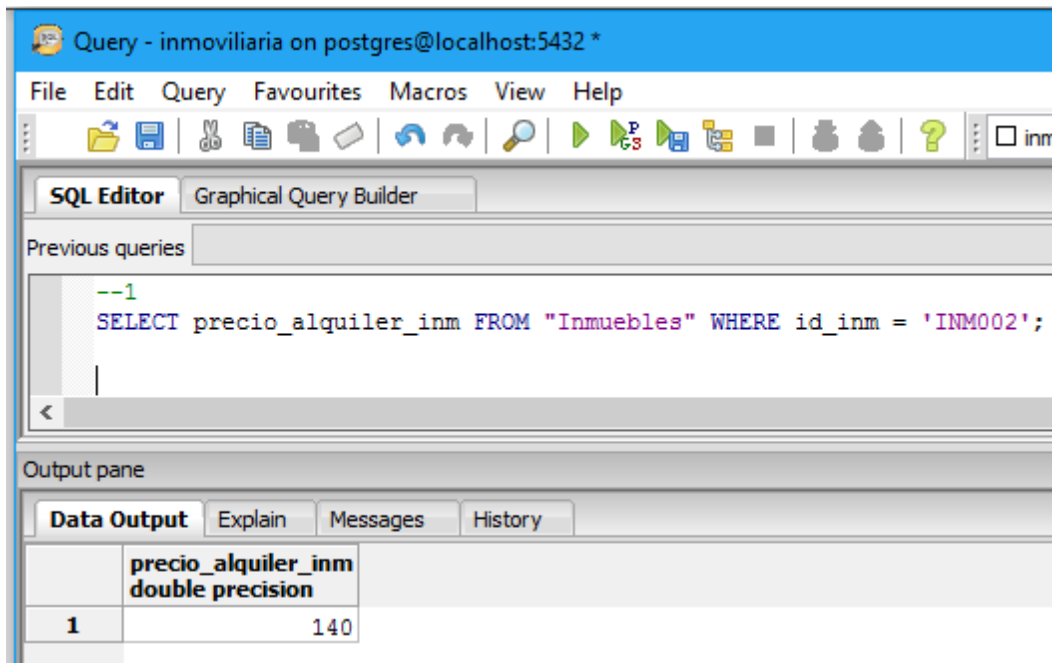 Query - inmoviliaria on postgres@localhost:5432 *
File Edit Query Favourites Macros View Help
SQL Editor Graphical Query Builder
Previous queries
--1
SELECT precio_alquiler_inm FROM "Inmuebles" WHERE id_inm = 'INM002';
Output pane
Data Output Explain Messages History
precio_alquiler_inm
double precision
1 140